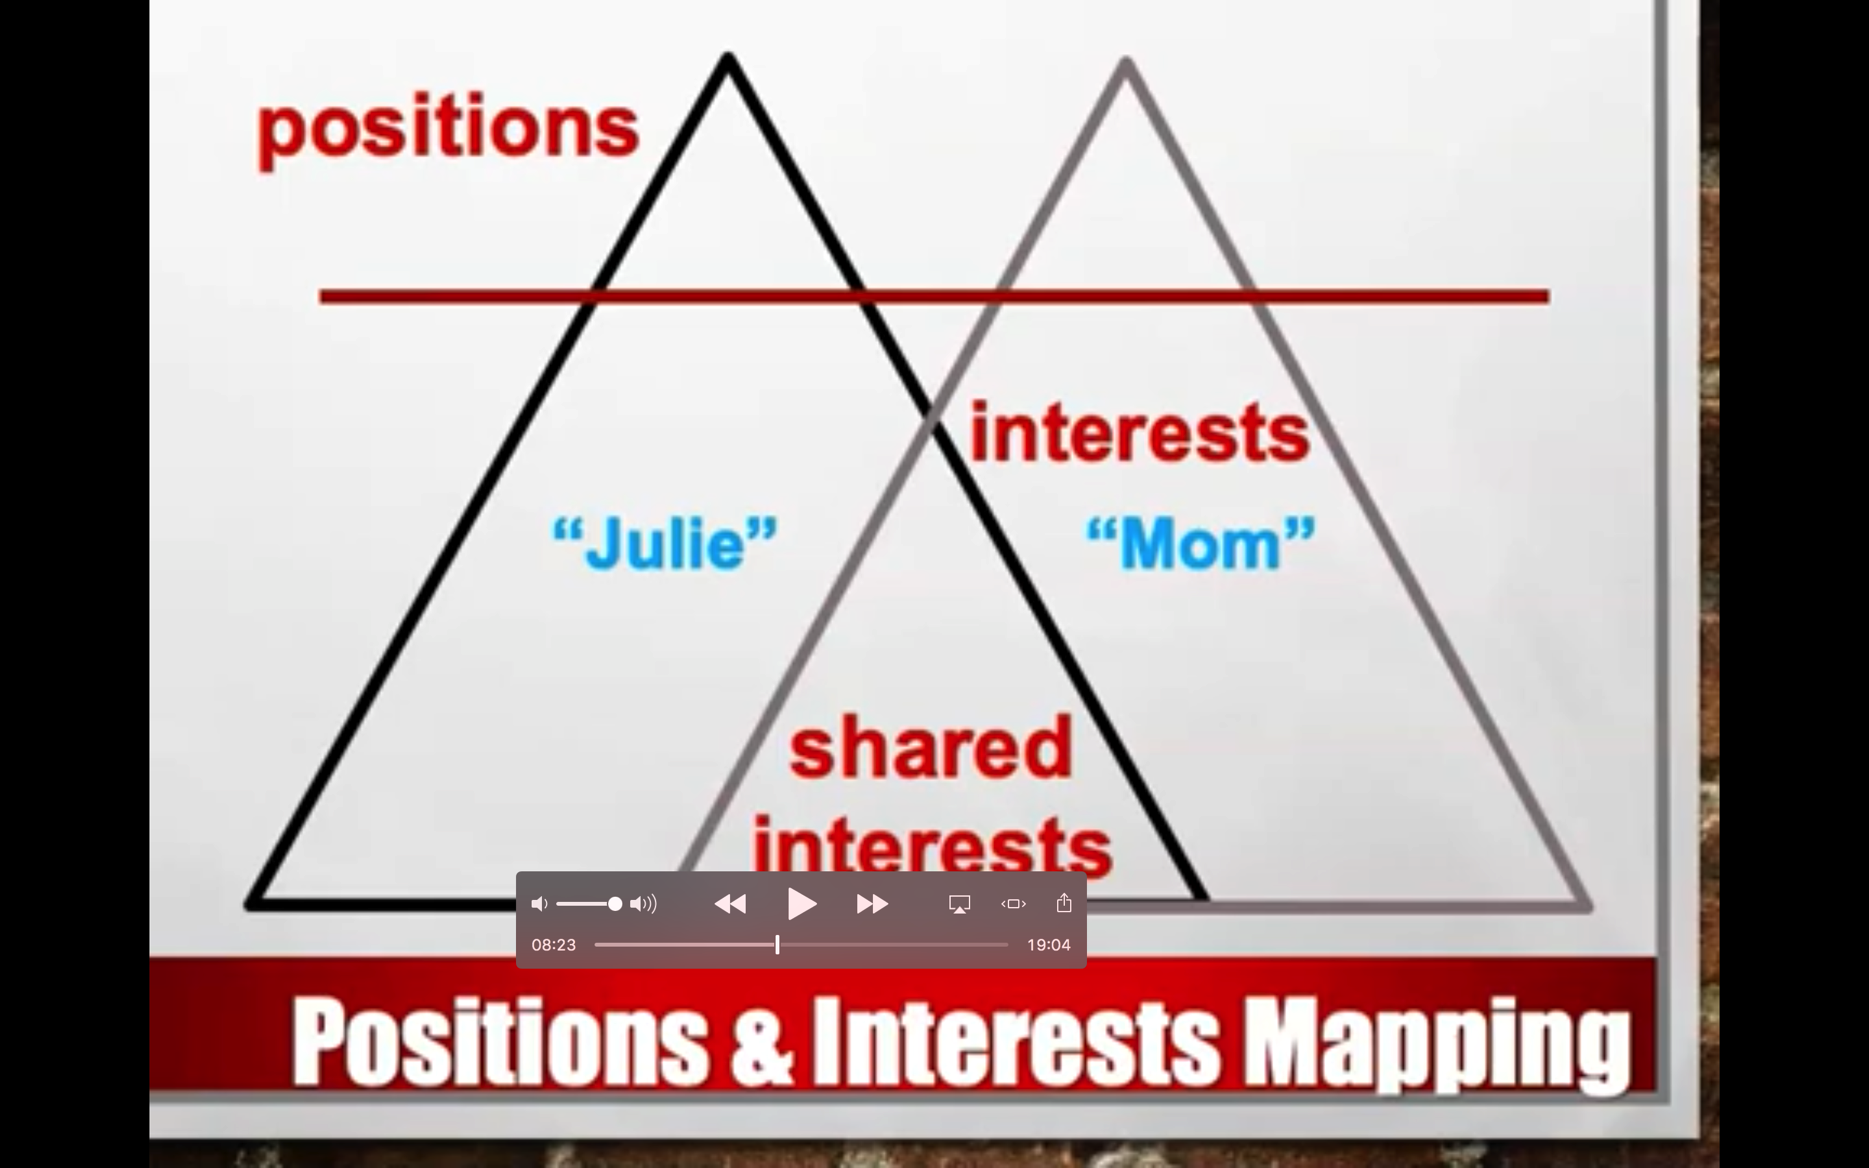 positions
interests
“Julie”
“Mom”
shared
interests
08:23
19:04
Positions & Interests Mapping